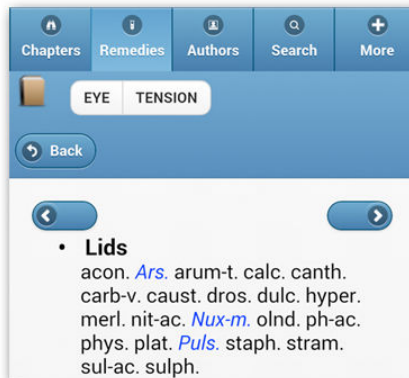 Chapters Remedies Authors Search More
EYE TENSION
Back
• Lids
acon. Ars. arum-t. calc. canth.
carb-v. caust. dros. dulc. hyper.
merl. nit-ac. Nux-m. olnd. ph-ac.
phys. plat. Puls. staph. stram.
sul-ac. sulph.